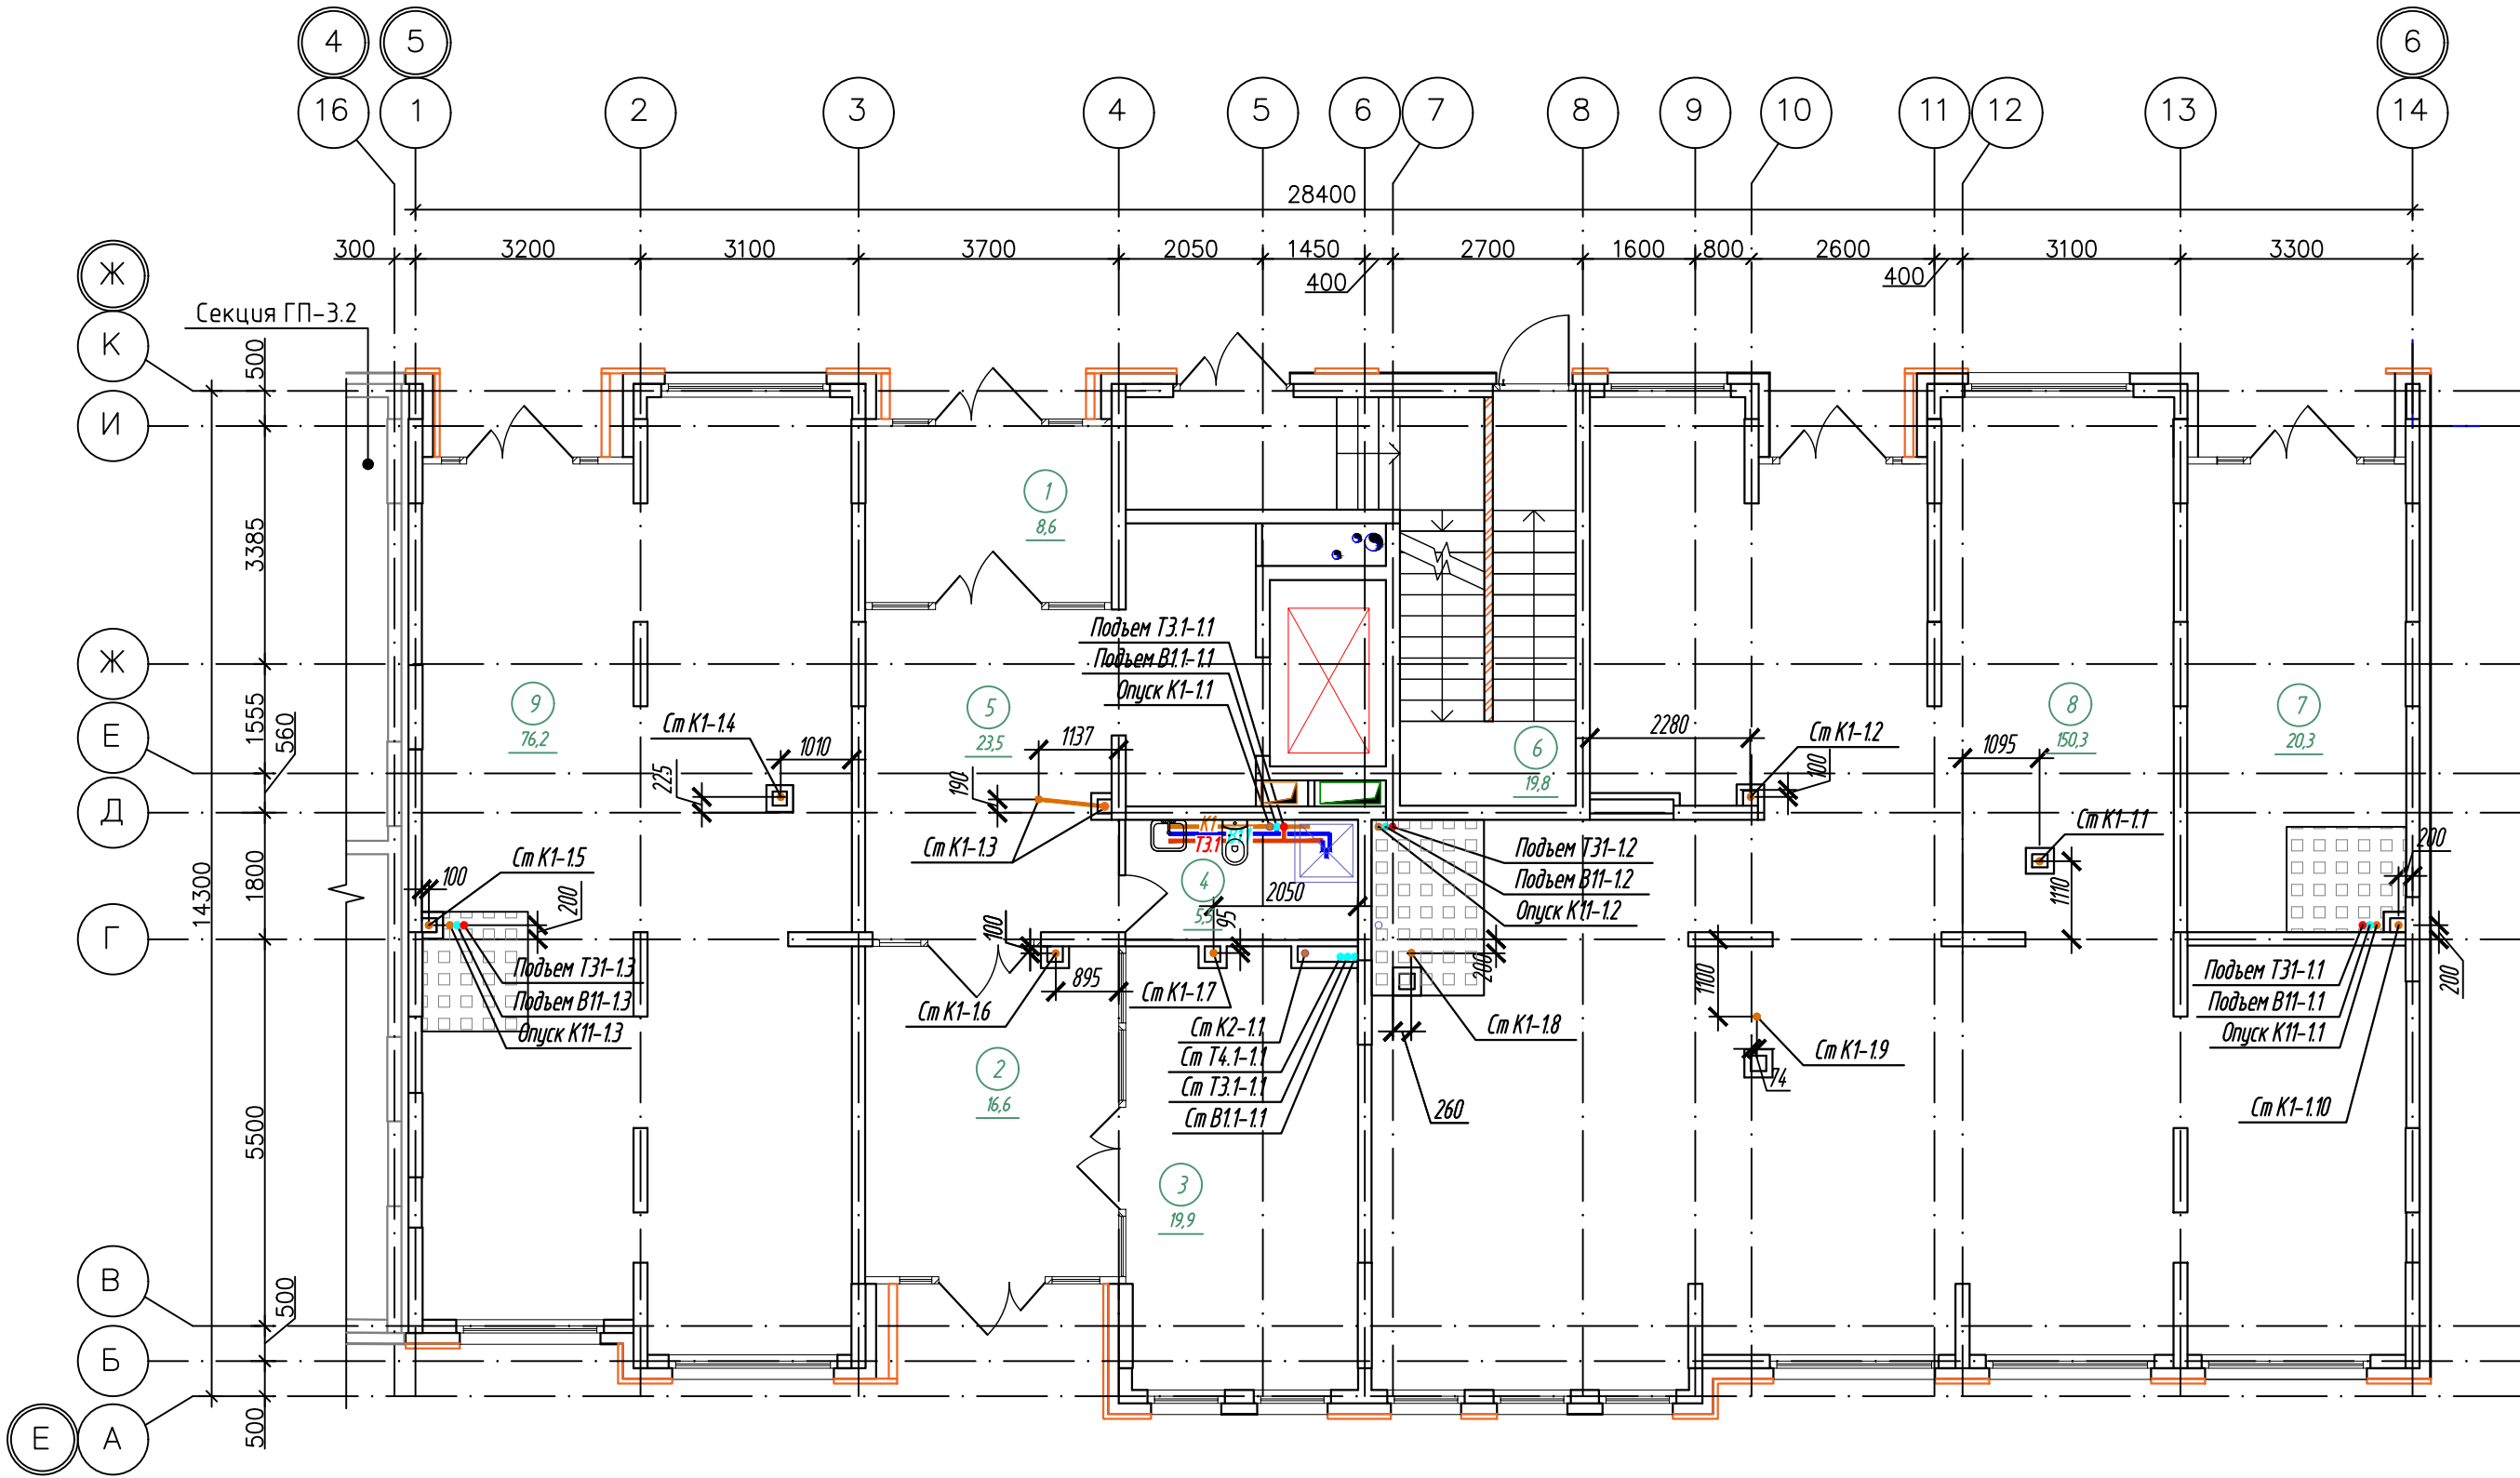 4 5 6
16 1 2 3 4 5 6 7 8 9 10 11 12 13 14
28400
300 3200 3100 3700 2050 1450 400 2700 1600 800 2600 400 3100 3300
Ж
К
И
Ж
Е
Д
Г
В
Б
Е А
Секция ГП-3.2
500
3385
1555
560
1800
14300
5500
500
500
1
8,6
9
76,2
5
23,5
6
19,8
8
150,3
7
20,3
4
5,5
2
16,6
3
19,9
Подъем Т3.1-1.1
Подъем В1.1-1.1
Опуск К1-1.1
Ст К1-1.4
1010
225
1137
190
Ст К1-1.3
К1
В1.1
Т3.1
2280
Ст К1-1.2
100
1095
Ст К1-1.1
1110
200
Ст К1-1.5
100
200
Подъем Т31-1.3
Подъем В11-1.3
Опуск К11-1.3
Подъем Т31-1.2
Подъем В11-1.2
Опуск К11-1.2
2050
95
100
895
Ст К1-1.6
Ст К1-1.7
Ст К2-1.1
Ст Т4.1-1.1
Ст Т3.1-1.1
Ст В1.1-1.1
200
260
Ст К1-1.8
1100
Ст К1-1.9
74
Подъем Т31-1.1
Подъем В11-1.1
Опуск К11-1.1
200
Ст К1-1.10